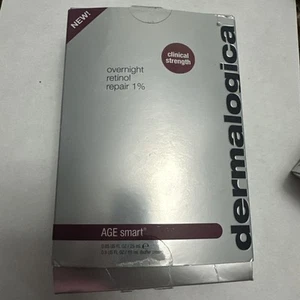 NEW!
overnight
retinol
repair 1%
clinical
strength
dermalogica
AGE smart®